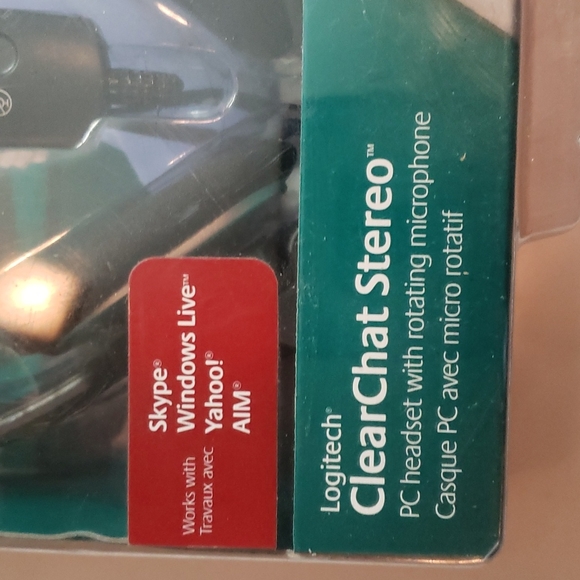 Works with
Travaux avec
Skype®
Windows Live™
Yahoo!®
AIM®
Logitech®
ClearChat Stereo™
PC headset with rotating microphone
Casque PC avec micro rotatif